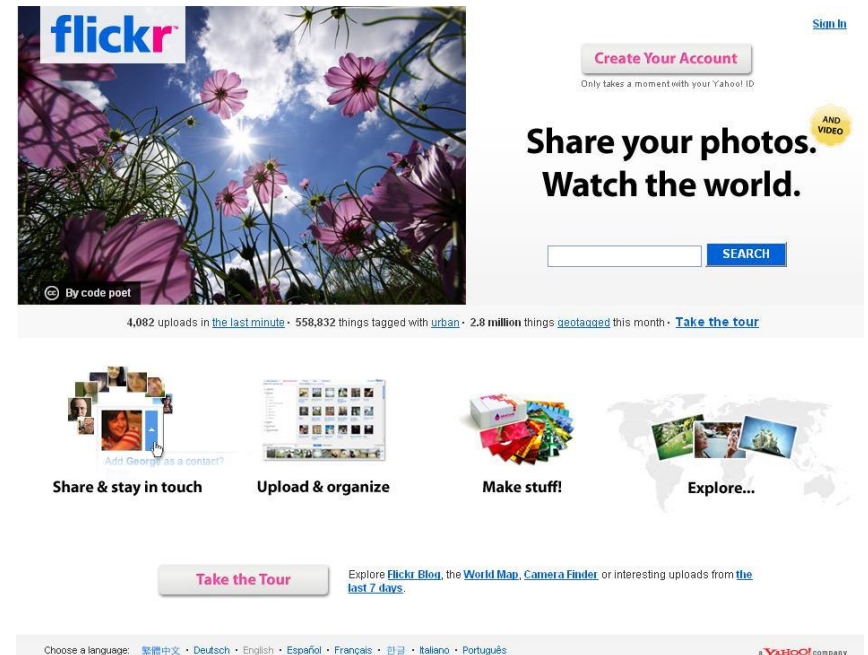 flickr
Sign In
Create Your Account
Only takes a moment with your Yahoo! ID
AND
VIDEO
Share your photos.
Watch the world.
SEARCH
By code poet
4,082 uploads in the last minute · 558,832 things tagged with urban · 2.8 million things geotagged this month · Take the tour
Add George as a contact?
Share & stay in touch
Upload & organize
Make stuff!
Explore...
Take the Tour
Explore Flickr Blog, the World Map, Camera Finder or interesting uploads from the
last 7 days.
Choose a language: 繁體中文 · Deutsch · English · Español · Français · 한글 · Italiano · Português
a YAHOO! company